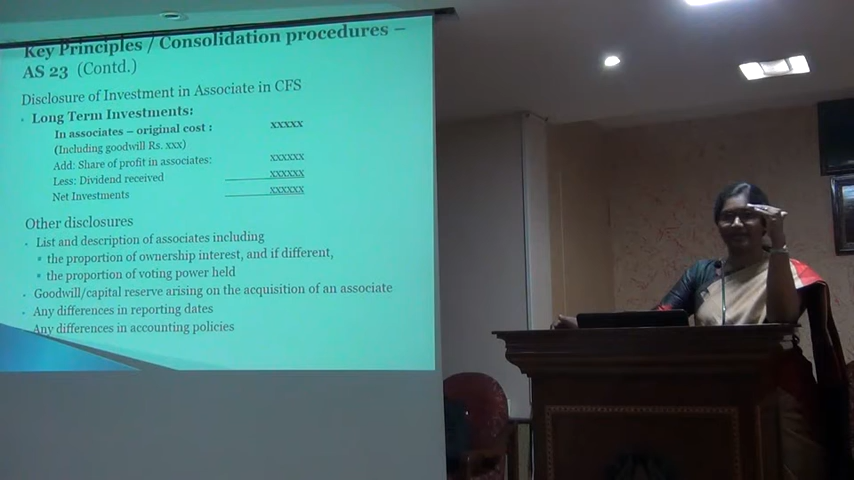 Key Principles / Consolidation procedures –
AS 23 (Contd.)
Disclosure of Investment in Associate in CFS
Long Term Investments:
In associates – original cost : xxxxx
(Including goodwill Rs. xxx)
Add: Share of profit in associates: xxxxxx
Less: Dividend received xxxxxx
Net Investments xxxxxx
Other disclosures
List and description of associates including
the proportion of ownership interest, and if different,
the proportion of voting power held
Goodwill/capital reserve arising on the acquisition of an associate
Any differences in reporting dates
Any differences in accounting policies